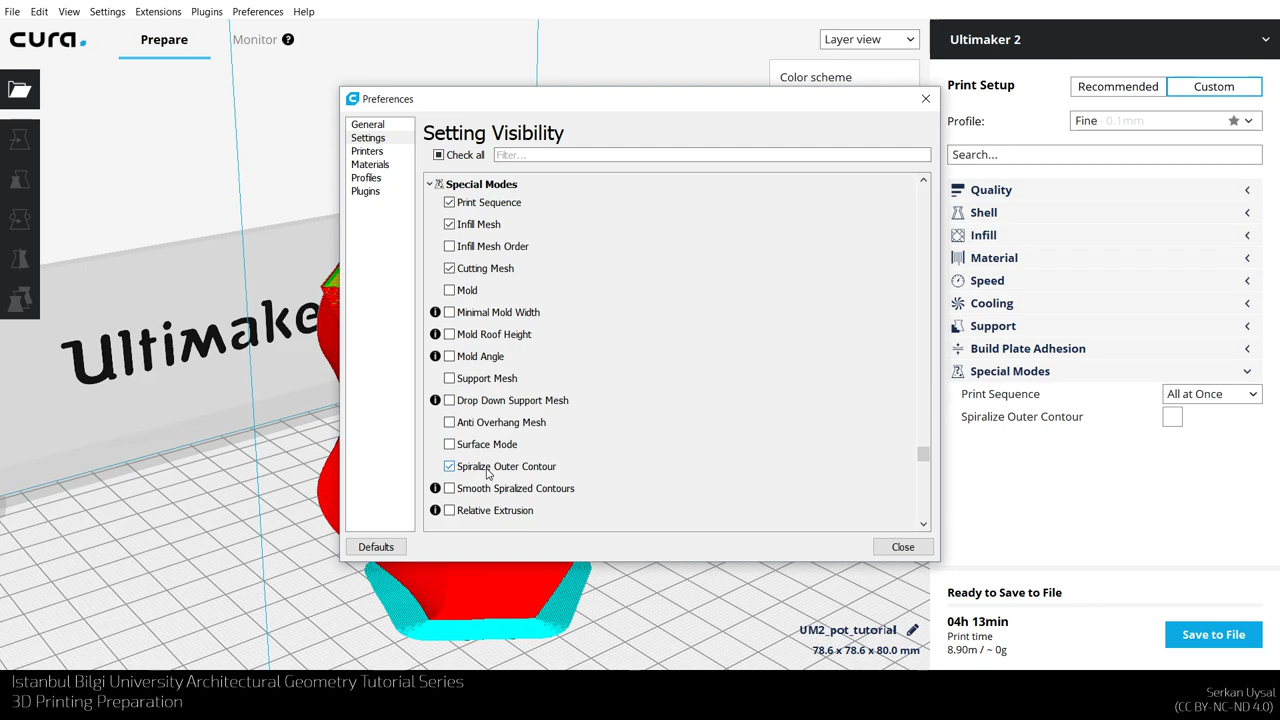 File Edit View Settings Extensions Plugins Preferences Help
cura.
Prepare
Monitor
Layer view
Color scheme
Ultimaker 2
Print Setup
Recommended
Custom
Profile:
Fine - 0.1mm
Search...
Quality
Shell
Infill
Material
Speed
Cooling
Support
Build Plate Adhesion
Special Modes
Print Sequence
All at Once
Spiralize Outer Contour
Preferences
General
Settings
Printers
Materials
Profiles
Plugins
Setting Visibility
Check all
Filter...
Special Modes
Print Sequence
Infill Mesh
Infill Mesh Order
Cutting Mesh
Mold
Minimal Mold Width
Mold Roof Height
Mold Angle
Support Mesh
Drop Down Support Mesh
Anti Overhang Mesh
Surface Mode
Spiralize Outer Contour
Smooth Spiralized Contours
Relative Extrusion
Defaults
Close
Ultimake
UM2_pot_tutorial
78.6 x 78.6 x 80.0 mm
Ready to Save to File
04h 13min
Print time
8.90m / ~ 0g
Save to File
Istanbul Bilgi University Architectural Geometry Tutorial Series
3D Printing Preparation
Serkan Uysal
(CC BY-NC-ND 4.0)